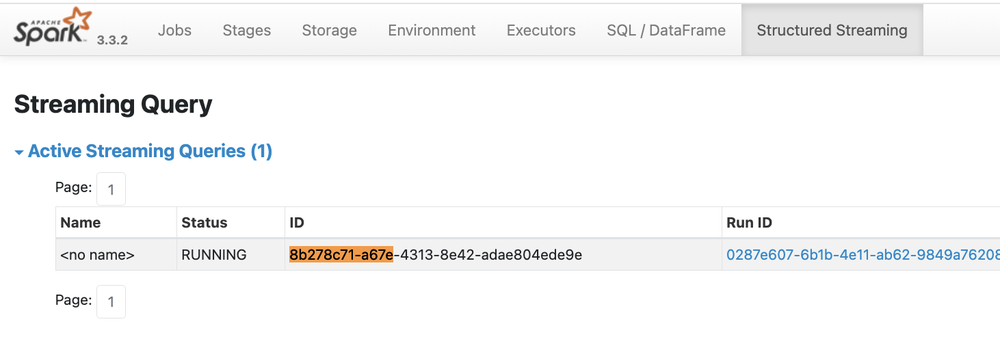 APACHE Spark 3.3.2 Jobs Stages Storage Environment Executors SQL / DataFrame Structured Streaming
Streaming Query
Active Streaming Queries (1)
Page: 1
Name Status ID Run ID
<no name> RUNNING 8b278c71-a67e-4313-8e42-adae804ede9e 0287e607-6b1b-4e11-ab62-9849a76208
Page: 1